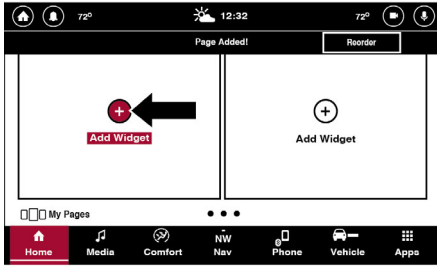 72° 12:32 72°
Page Added! Reorder
Add Widget Add Widget
My Pages
NW
Home Media Comfort Nav Phone Vehicle Apps